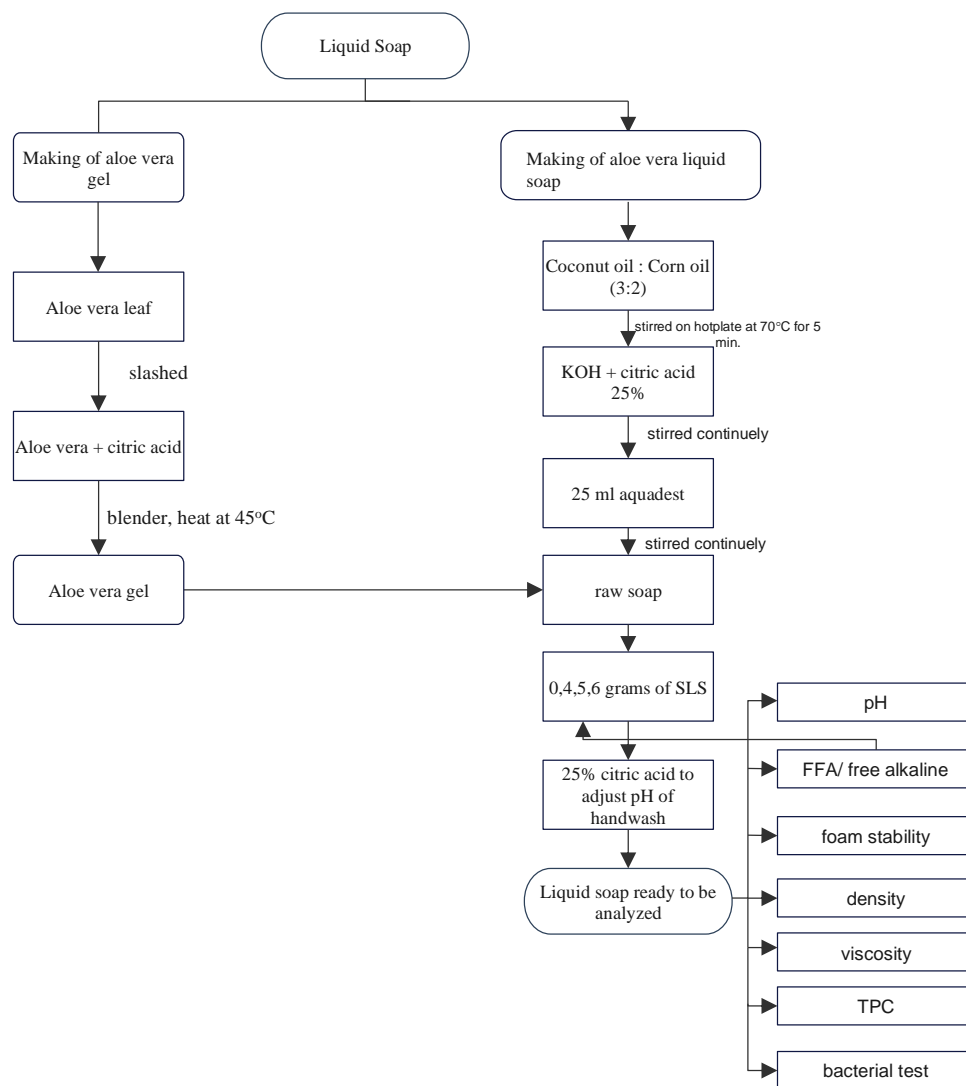 Liquid Soap
Making of aloe vera
gel
Aloe vera leaf
slashed
Aloe vera + citric acid
blender, heat at 45°C
Aloe vera gel
Making of aloe vera liquid
soap
Coconut oil : Corn oil
(3:2)
stirred on hotplate at 70°C for 5
min.
KOH + citric acid
25%
stirred continuely
25 ml aquadest
stirred continuely
raw soap
0,4,5,6 grams of SLS
25% citric acid to
adjust pH of
handwash
Liquid soap ready to be
analyzed
pH
FFA/ free alkaline
foam stability
density
viscosity
TPC
bacterial test